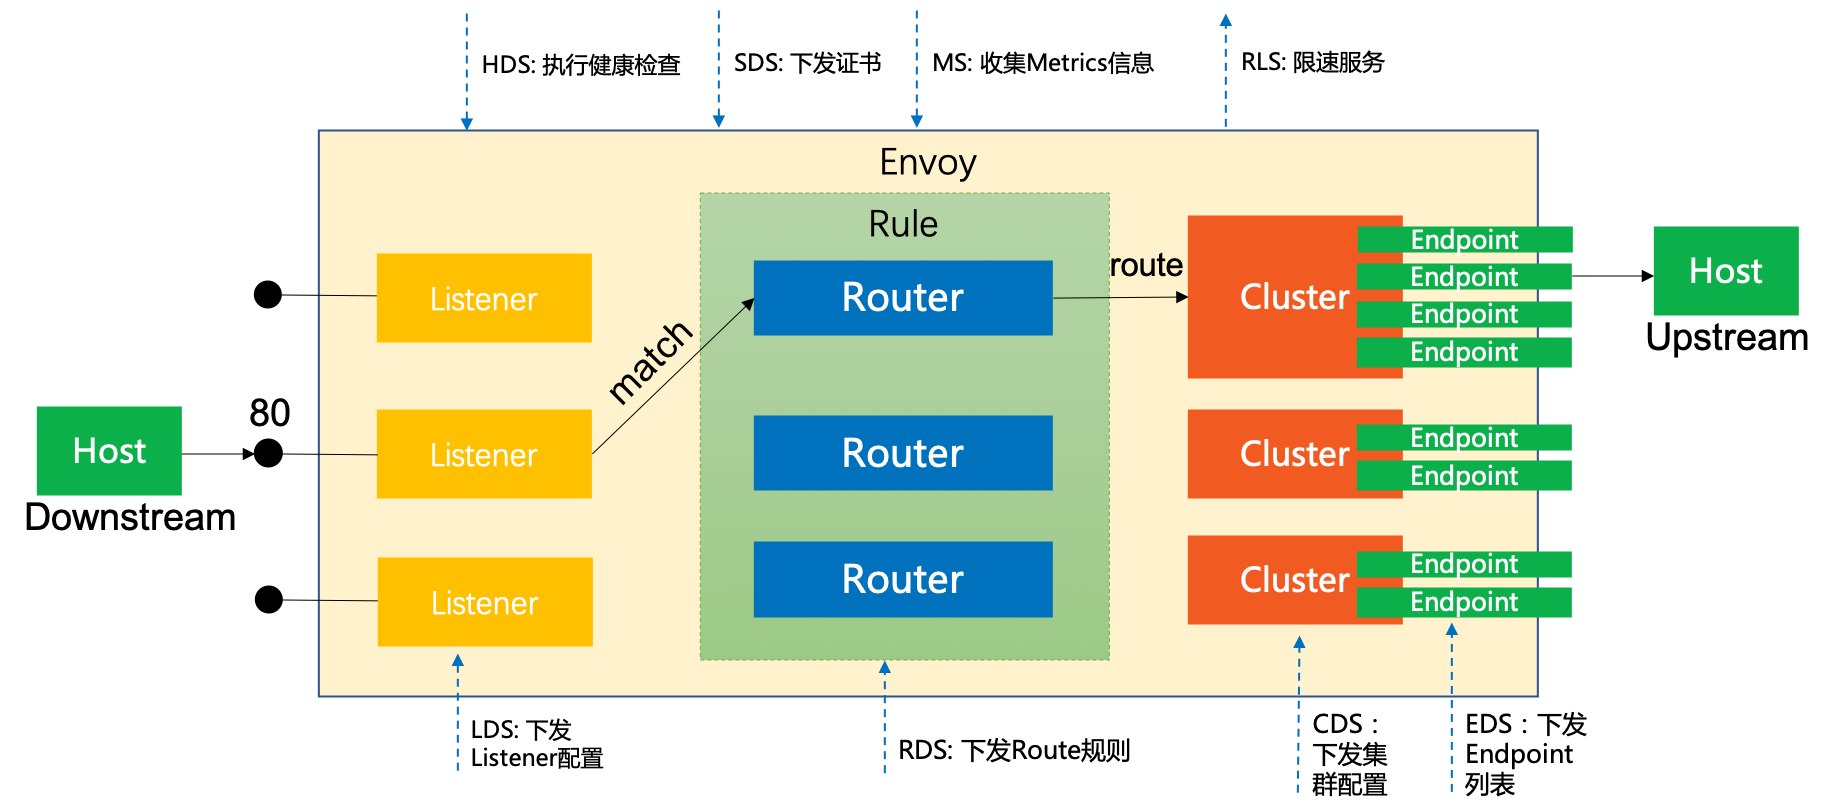 HDS: 执行健康检查
SDS: 下发证书
MS: 收集Metrics信息
RLS: 限速服务
Envoy
Rule
Listener
Router
route
Cluster
Endpoint
Endpoint
Endpoint
Endpoint
Host
Upstream
match
80
Host
Downstream
Listener
Router
Cluster
Endpoint
Endpoint
Listener
Router
Cluster
Endpoint
Endpoint
LDS: 下发
Listener配置
RDS: 下发Route规则
CDS：
下发集
群配置
EDS：下发
Endpoint
列表